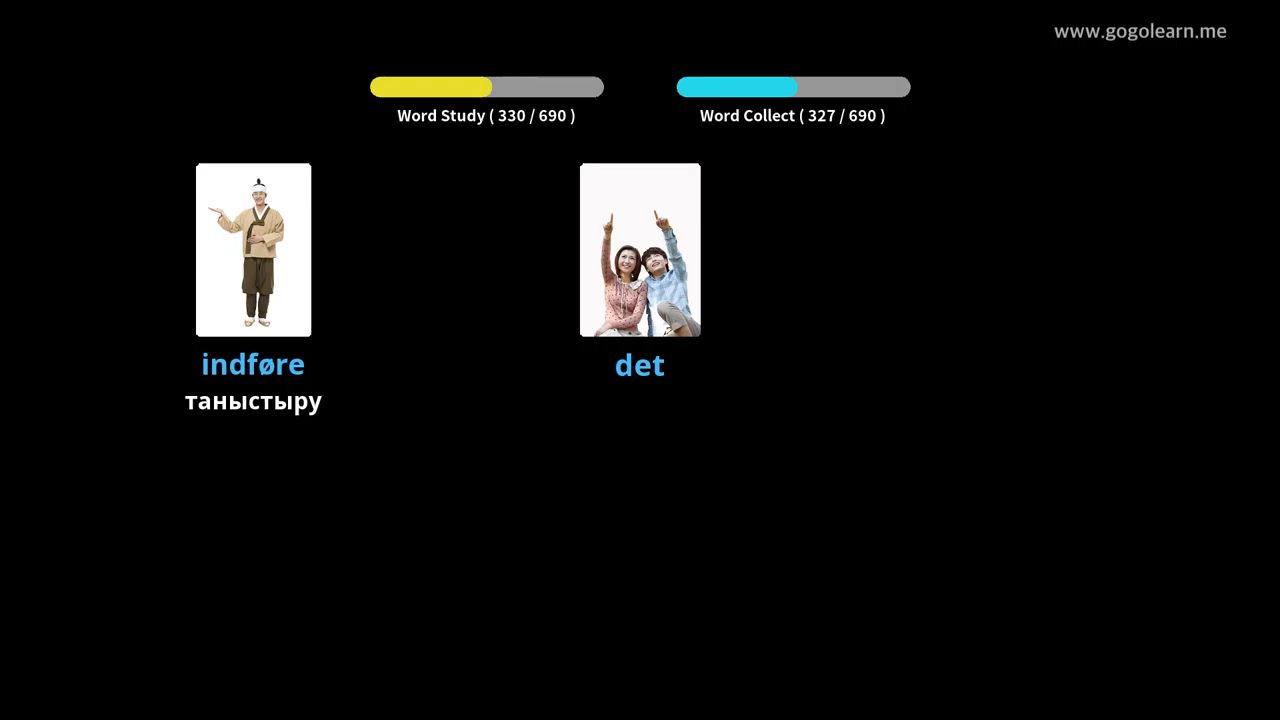 www.gogolearn.me
Word Study ( 330 / 690 )
Word Collect ( 327 / 690 )
indføre
таныстыру
det